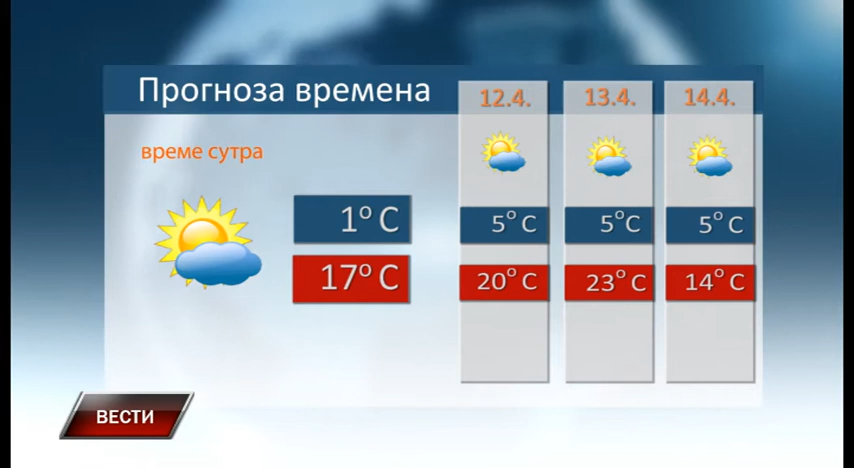 Прогноза времена
време сутра
1° C
17° C
12.4.
5° C
20° C
13.4.
5°C
23° C
14.4.
5° C
14° C
ВЕСТИ